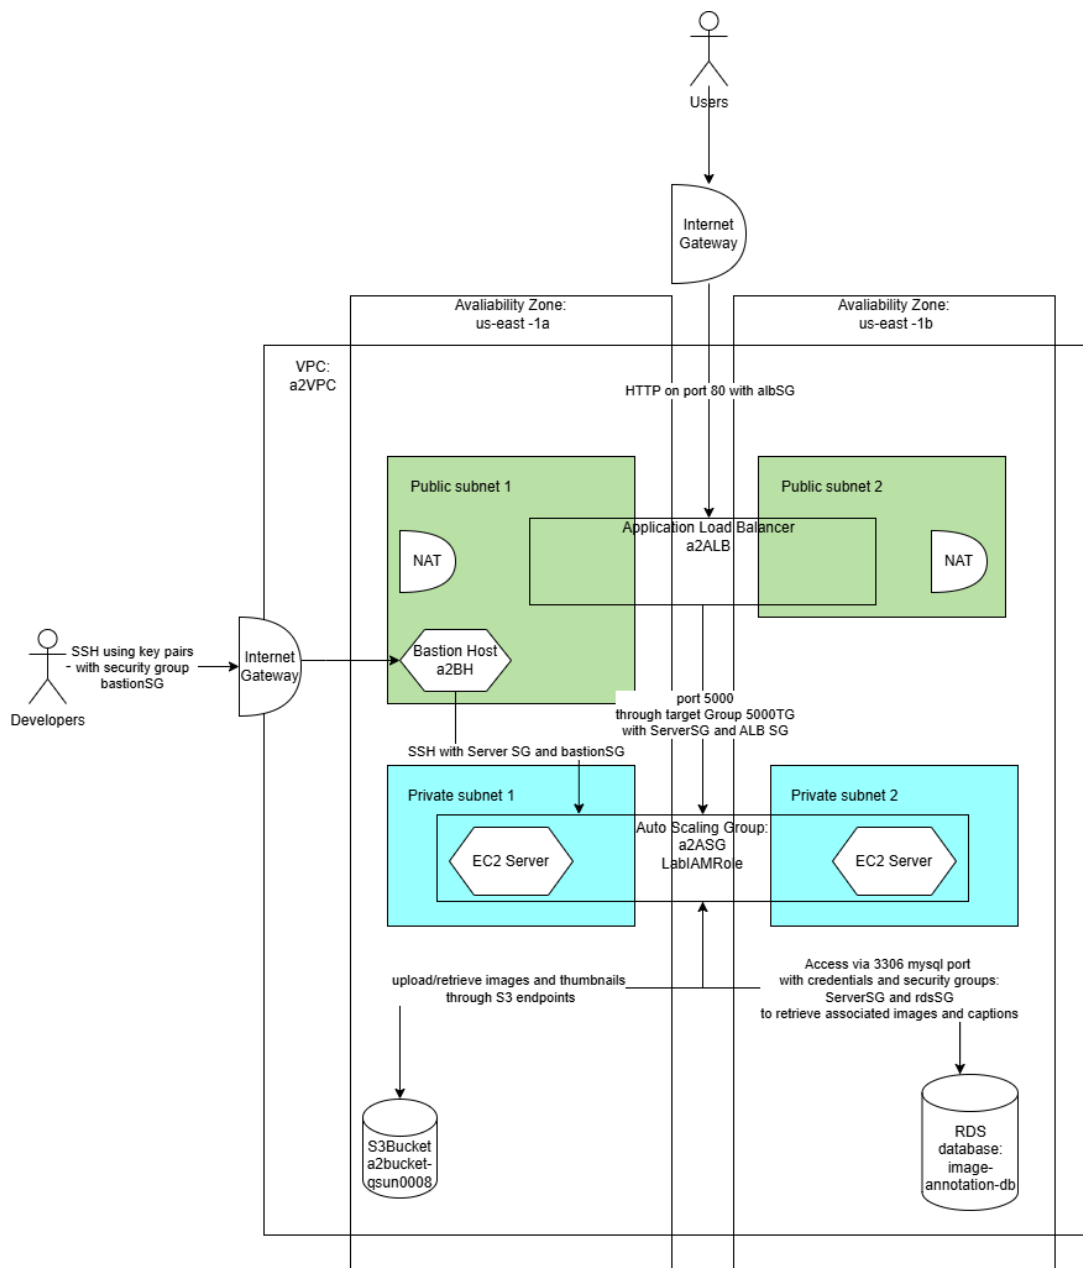 Users
Internet
Gateway
Avaliability Zone:
us-east -1a
Avaliability Zone:
us-east -1b
VPC:
a2VPC
HTTP on port 80 with albSG
Public subnet 1
Public subnet 2
Application Load Balancer
a2ALB
NAT
NAT
Bastion Host
a2BH
SSH using key pairs
- with security group
bastionSG
Internet
Gateway
Developers
port 5000
through target Group 5000TG
with ServerSG and ALB SG
SSH with Server SG and bastionSG
Private subnet 1
Private subnet 2
Auto Scaling Group:
a2ASG
LabIAMRole
EC2 Server
EC2 Server
upload/retrieve images and thumbnails
through S3 endpoints
Access via 3306 mysql port
with credentials and security groups:
ServerSG and rdsSG
to retrieve associated images and captions
S3Bucket
a2bucket-
qsun0008
RDS
database:
image-
annotation-db